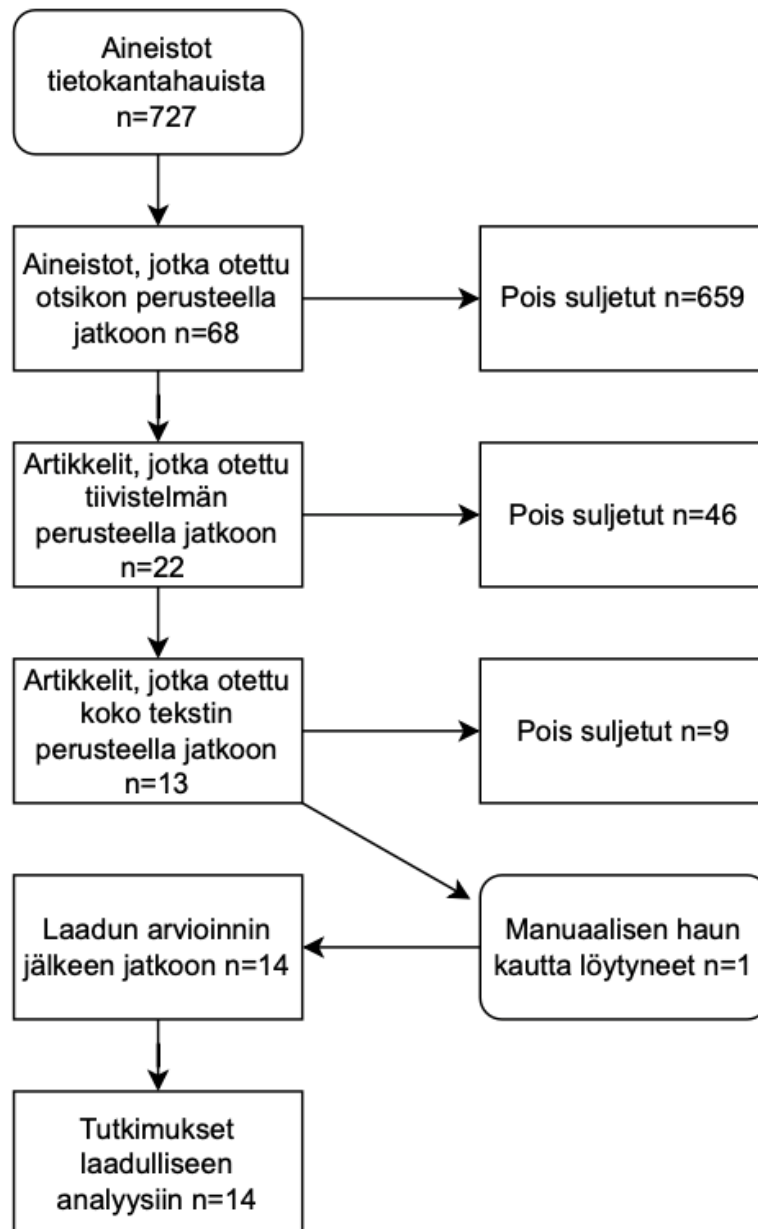 Aineistot
tietokantahauista
n=727
Aineistot, jotka otettu
otsikon perusteella
jatkoon n=68
Pois suljetut n=659
Artikkelit, jotka otettu
tiivistelmän
perusteella jatkoon
n=22
Pois suljetut n=46
Artikkelit, jotka otettu
koko tekstin
perusteella jatkoon
n=13
Pois suljetut n=9
Laadun arvioinnin
jälkeen jatkoon n=14
Manuaalisen haun
kautta löytyneet n=1
Tutkimukset
laadulliseen
analyysiin n=14